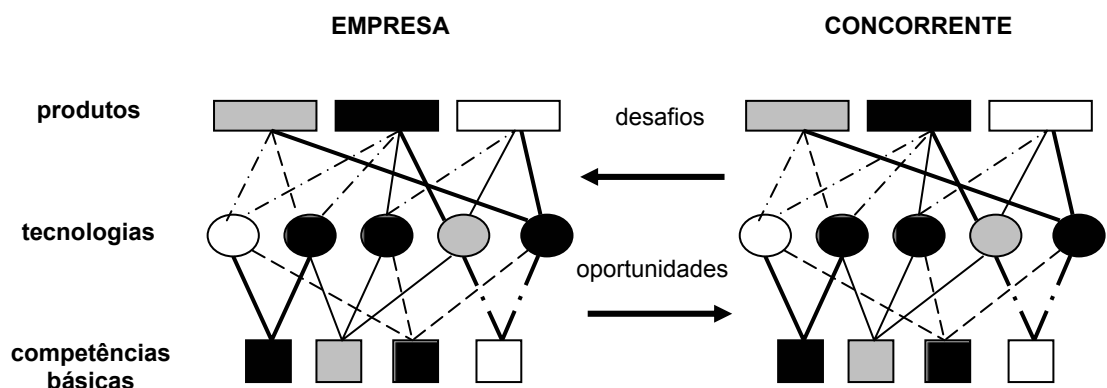 EMPRESA
CONCORRENTE
produtos
desafios
tecnologias
oportunidades
competências
básicas